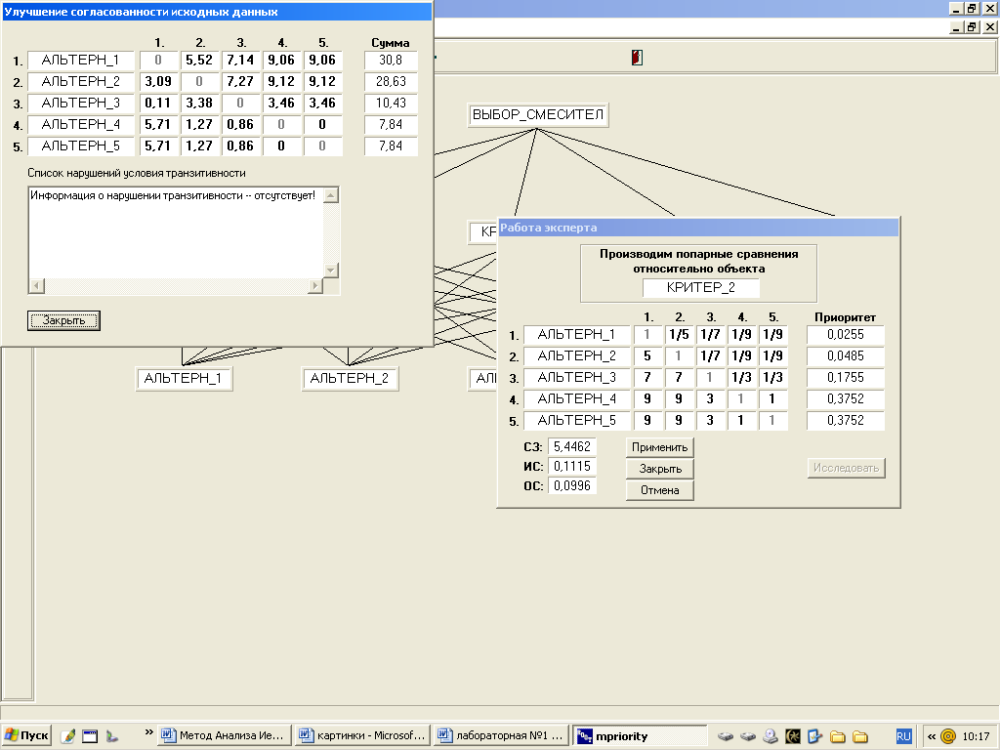 Улучшение согласованности исходных данных
1. 2. 3. 4. 5. Сумма
1. АЛЬТЕРН_1 0 5,52 7,14 9,06 9,06 30,8
2. АЛЬТЕРН_2 3,09 0 7,27 9,12 9,12 28,63
3. АЛЬТЕРН_3 0,11 3,38 0 3,46 3,46 10,43
4. АЛЬТЕРН_4 5,71 1,27 0,86 0 0 7,84
5. АЛЬТЕРН_5 5,71 1,27 0,86 0 0 7,84
Список нарушений условия транзитивности
Информация о нарушении транзитивности -- отсутствует!
Закрыть
ВЫБОР_СМЕСИТЕЛ
КР
АЛЬТЕРН_1
АЛЬТЕРН_2
АЛ
Работа эксперта
Производим попарные сравнения
относительно объекта
КРИТЕР_2
1. 2. 3. 4. 5. Приоритет
1. АЛЬТЕРН_1 1 1/5 1/7 1/9 1/9 0,0255
2. АЛЬТЕРН_2 5 1 1/7 1/9 1/9 0,0485
3. АЛЬТЕРН_3 7 7 1 1/3 1/3 0,1755
4. АЛЬТЕРН_4 9 9 3 1 1 0,3752
5. АЛЬТЕРН_5 9 9 3 1 1 0,3752
СЗ: 5,4462
ИС: 0,1115
ОС: 0,0996
Применить
Закрыть
Отмена
Исследовать
Пуск
»
Метод Анализа Ие...
картинки - Microsof...
лабораторная №1 ...
mpriority
RU
«
10:17